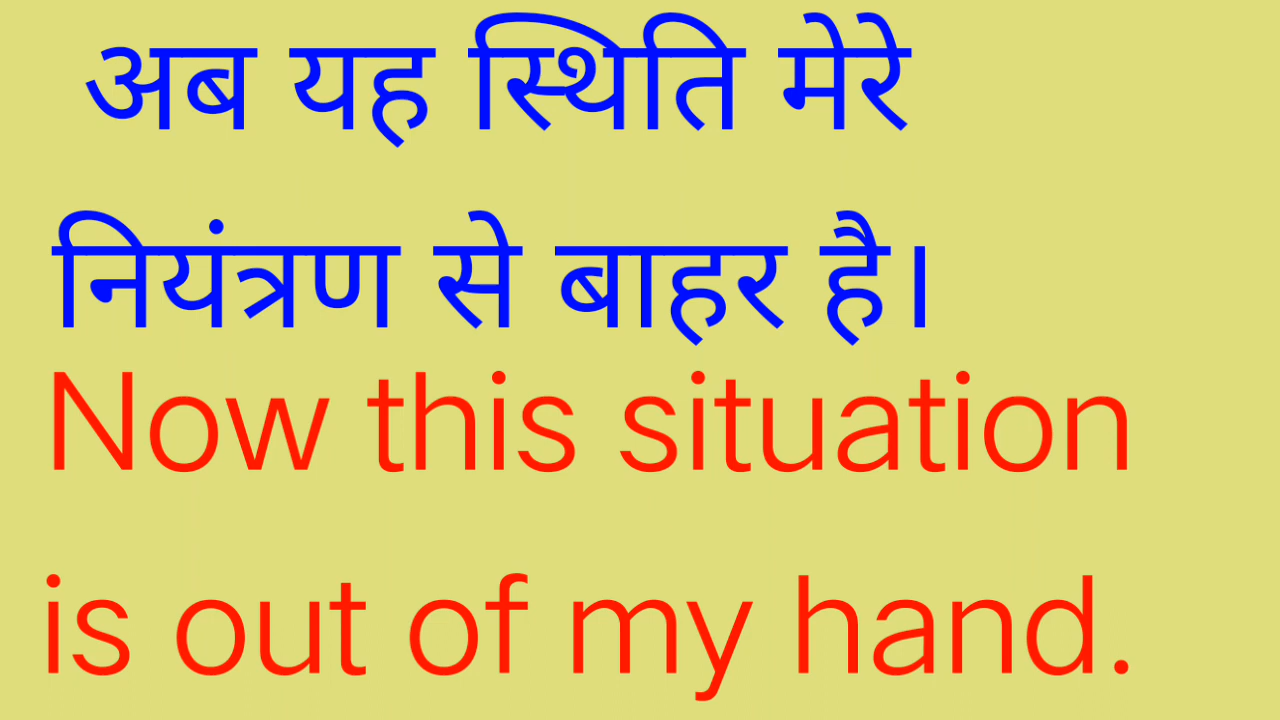 अब यह स्थिति मेरे
नियंत्रण से बाहर है।
Now this situation
is out of my hand.